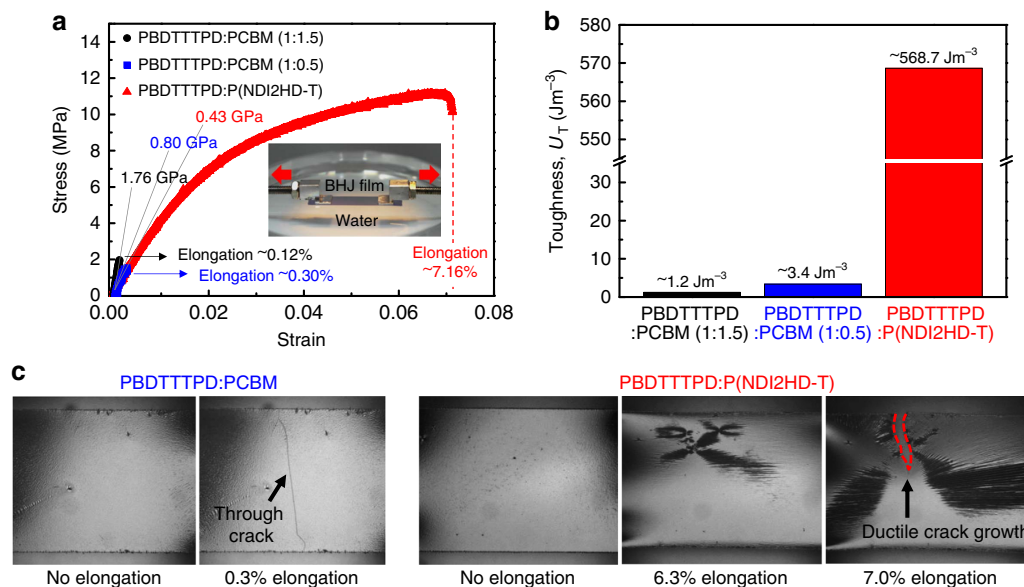 a
14
12
10
8
6
4
2
0
Stress (MPa)
PBDTTTPD:PCBM (1:1.5)
PBDTTTPD:PCBM (1:0.5)
PBDTTTPD:P(NDI2HD-T)
0.43 GPa
0.80 GPa
1.76 GPa
BHJ film
Water
Elongation ~0.12%
Elongation ~0.30%
Elongation
~7.16%
0.00
0.02
0.04
0.06
0.08
Strain
b
580
570
560
550
30
20
10
0
Toughness, U_T (Jm⁻³)
~1.2 Jm⁻³
~3.4 Jm⁻³
~568.7 Jm⁻³
PBDTTTPD
:PCBM (1:1.5)
PBDTTTPD
:PCBM (1:0.5)
PBDTTTPD
:P(NDI2HD-T)
c
PBDTTTPD:PCBM
PBDTTTPD:P(NDI2HD-T)
Through
crack
Ductile crack growth
No elongation
0.3% elongation
No elongation
6.3% elongation
7.0% elongation